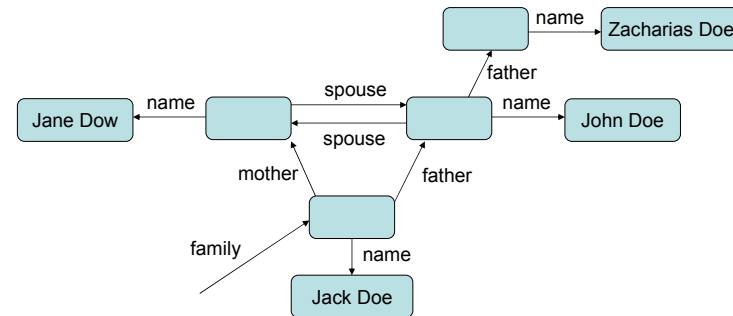 name
Zacharias Doe
father
spouse
name
Jane Dow
name
John Doe
spouse
mother
father
family
name
Jack Doe